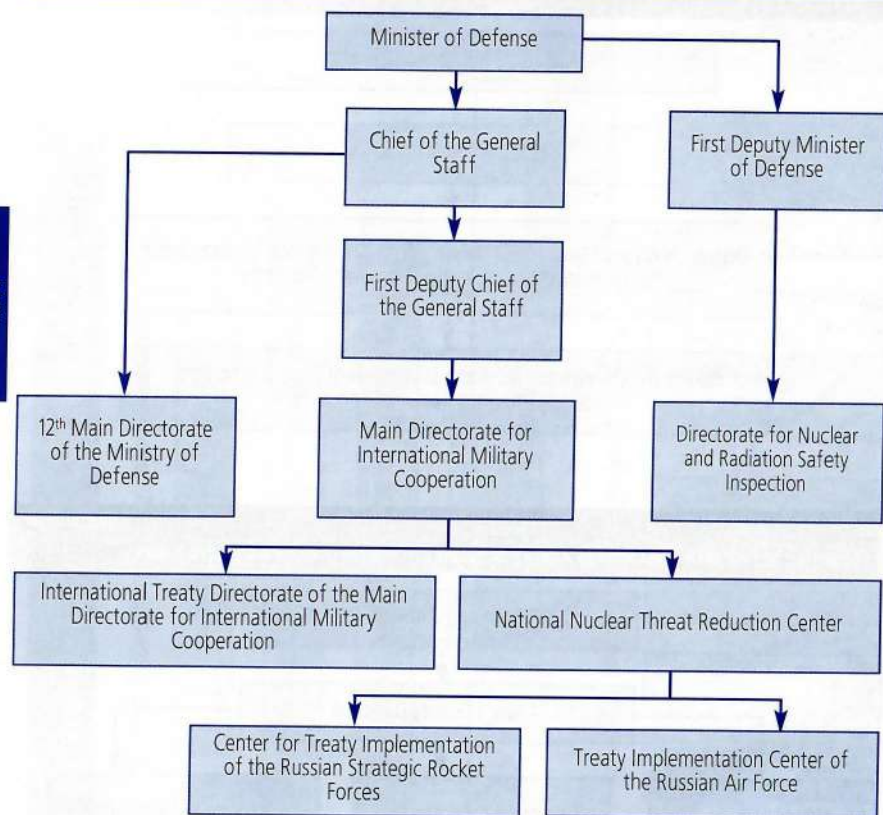 Minister of Defense
Chief of the General
Staff
First Deputy Minister
of Defense
First Deputy Chief of
the General Staff
12th Main Directorate
of the Ministry of
Defense
Main Directorate for
International Military
Cooperation
Directorate for Nuclear
and Radiation Safety
Inspection
International Treaty Directorate of the Main
Directorate for International Military
Cooperation
National Nuclear Threat Reduction Center
Center for Treaty Implementation
of the Russian Strategic Rocket
Forces
Treaty Implementation Center of
the Russian Air Force